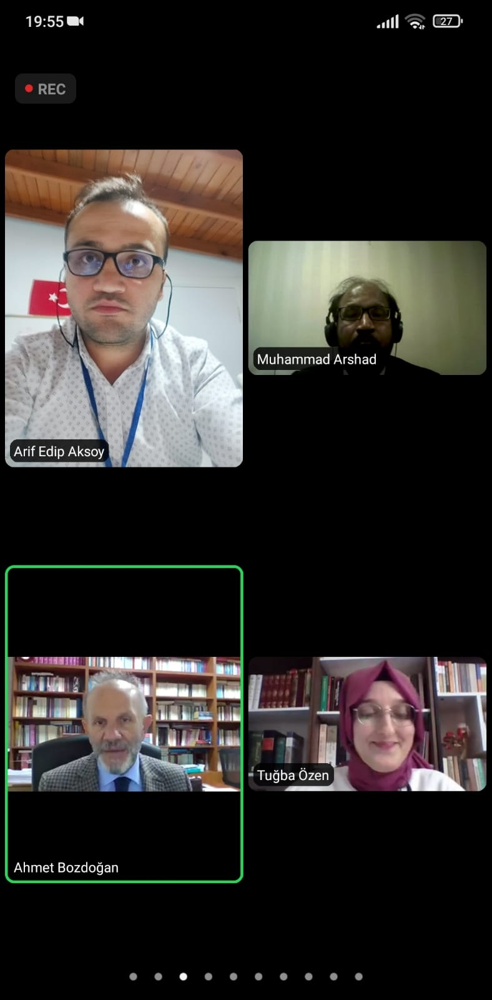 19:55
27
REC
Arif Edip Aksoy
Muhammad Arshad
Ahmet Bozdoğan
Tuğba Özen